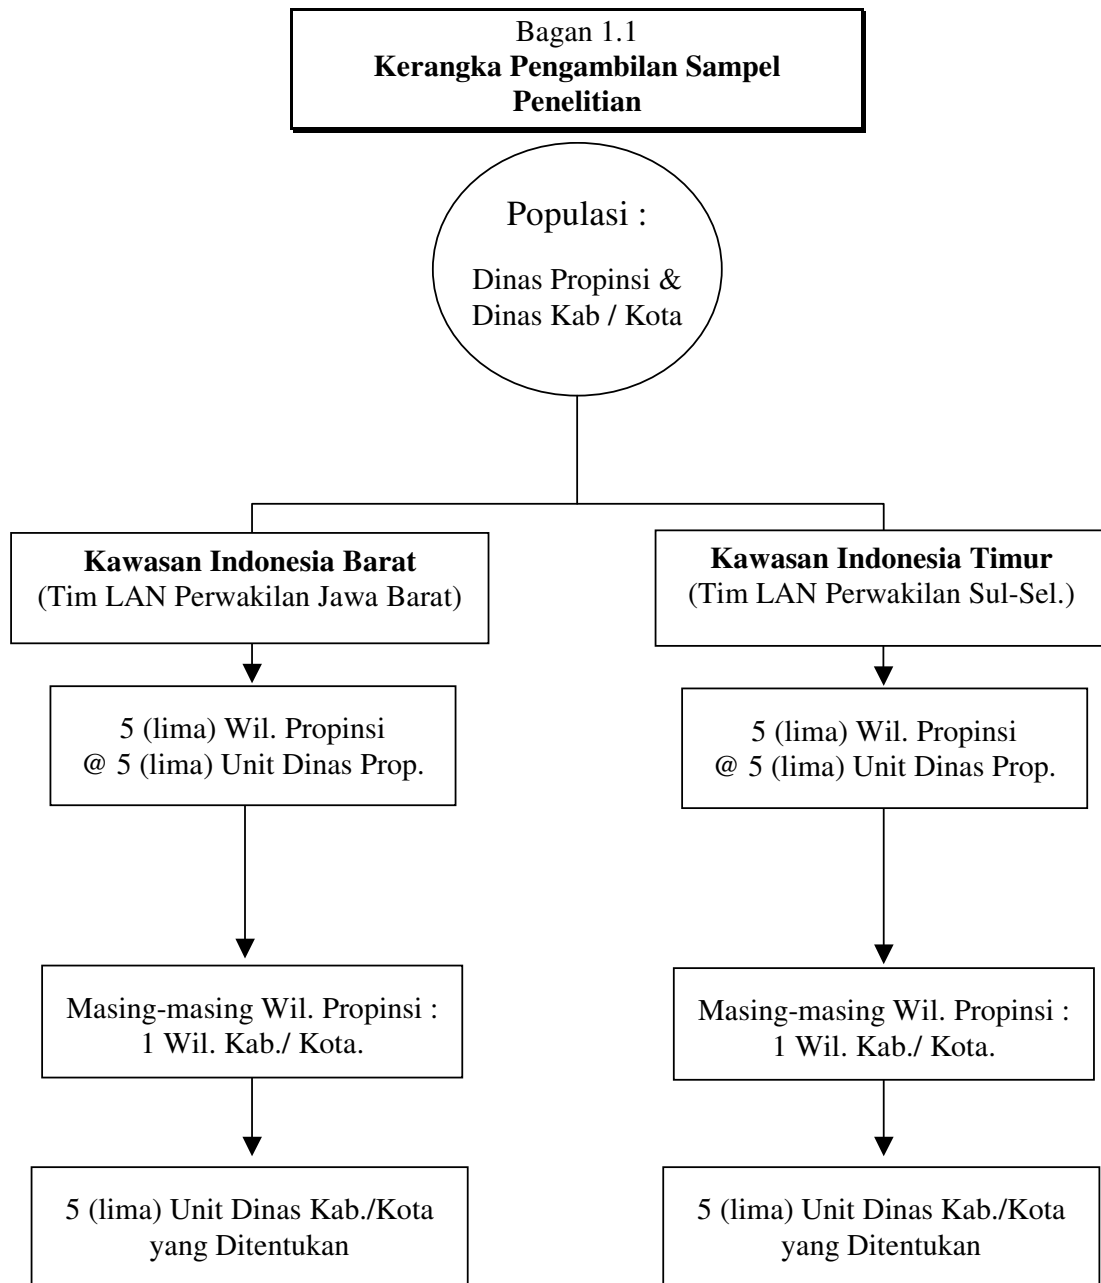 Bagan 1.1
Kerangka Pengambilan Sampel
Penelitian
Populasi :
Dinas Propinsi &
Dinas Kab / Kota
Kawasan Indonesia Barat
(Tim LAN Perwakilan Jawa Barat)
5 (lima) Wil. Propinsi
@ 5 (lima) Unit Dinas Prop.
Masing-masing Wil. Propinsi :
1 Wil. Kab./ Kota.
5 (lima) Unit Dinas Kab./Kota
yang Ditentukan
Kawasan Indonesia Timur
(Tim LAN Perwakilan Sul-Sel.)
5 (lima) Wil. Propinsi
@ 5 (lima) Unit Dinas Prop.
Masing-masing Wil. Propinsi :
1 Wil. Kab./ Kota.
5 (lima) Unit Dinas Kab./Kota
yang Ditentukan